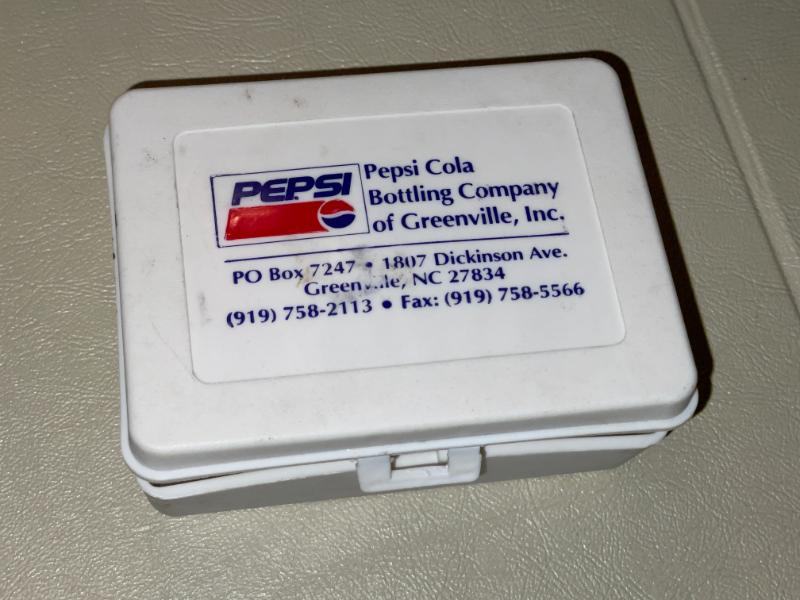 PEPSI
Pepsi Cola
Bottling Company
of Greenville, Inc.
PO Box 7247 • 1807 Dickinson Ave.
Greenville, NC 27834
(919) 758-2113 • Fax: (919) 758-5566